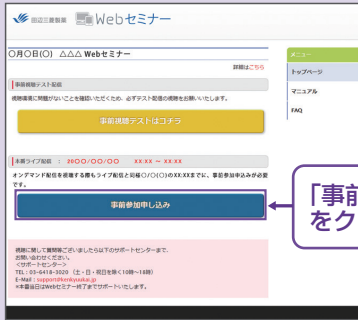 田辺三菱製薬 Webセミナー
〇月〇日(〇) △△△ Webセミナー
詳細はこちら
事前視聴テスト配信
視聴環境に問題がないことを確認いただくため、必ずテスト配信の視聴をお願いいたします。
事前視聴テストはコチラ
本番ライブ配信 : 20〇〇/〇〇/〇〇 XX:XX ～ XX:XX
オンデマンド配信を視聴する際もライブ配信と同様〇/〇(〇)のXX:XXまでに、事前参加申込みが必要
です。
事前参加申し込み
視聴に関して質問等ございましたら以下のサポートセンターまで、
お問い合わせください。
<サポートセンター>
TEL：03-6418-3020 (土・日・祝日を除く10時～18時)
E-Mail：support@kenkyuukai.jp
※本番当日はWebセミナー終了までサポートいたします。
メニュー
トップページ
マニュアル
FAQ
「事前
をク